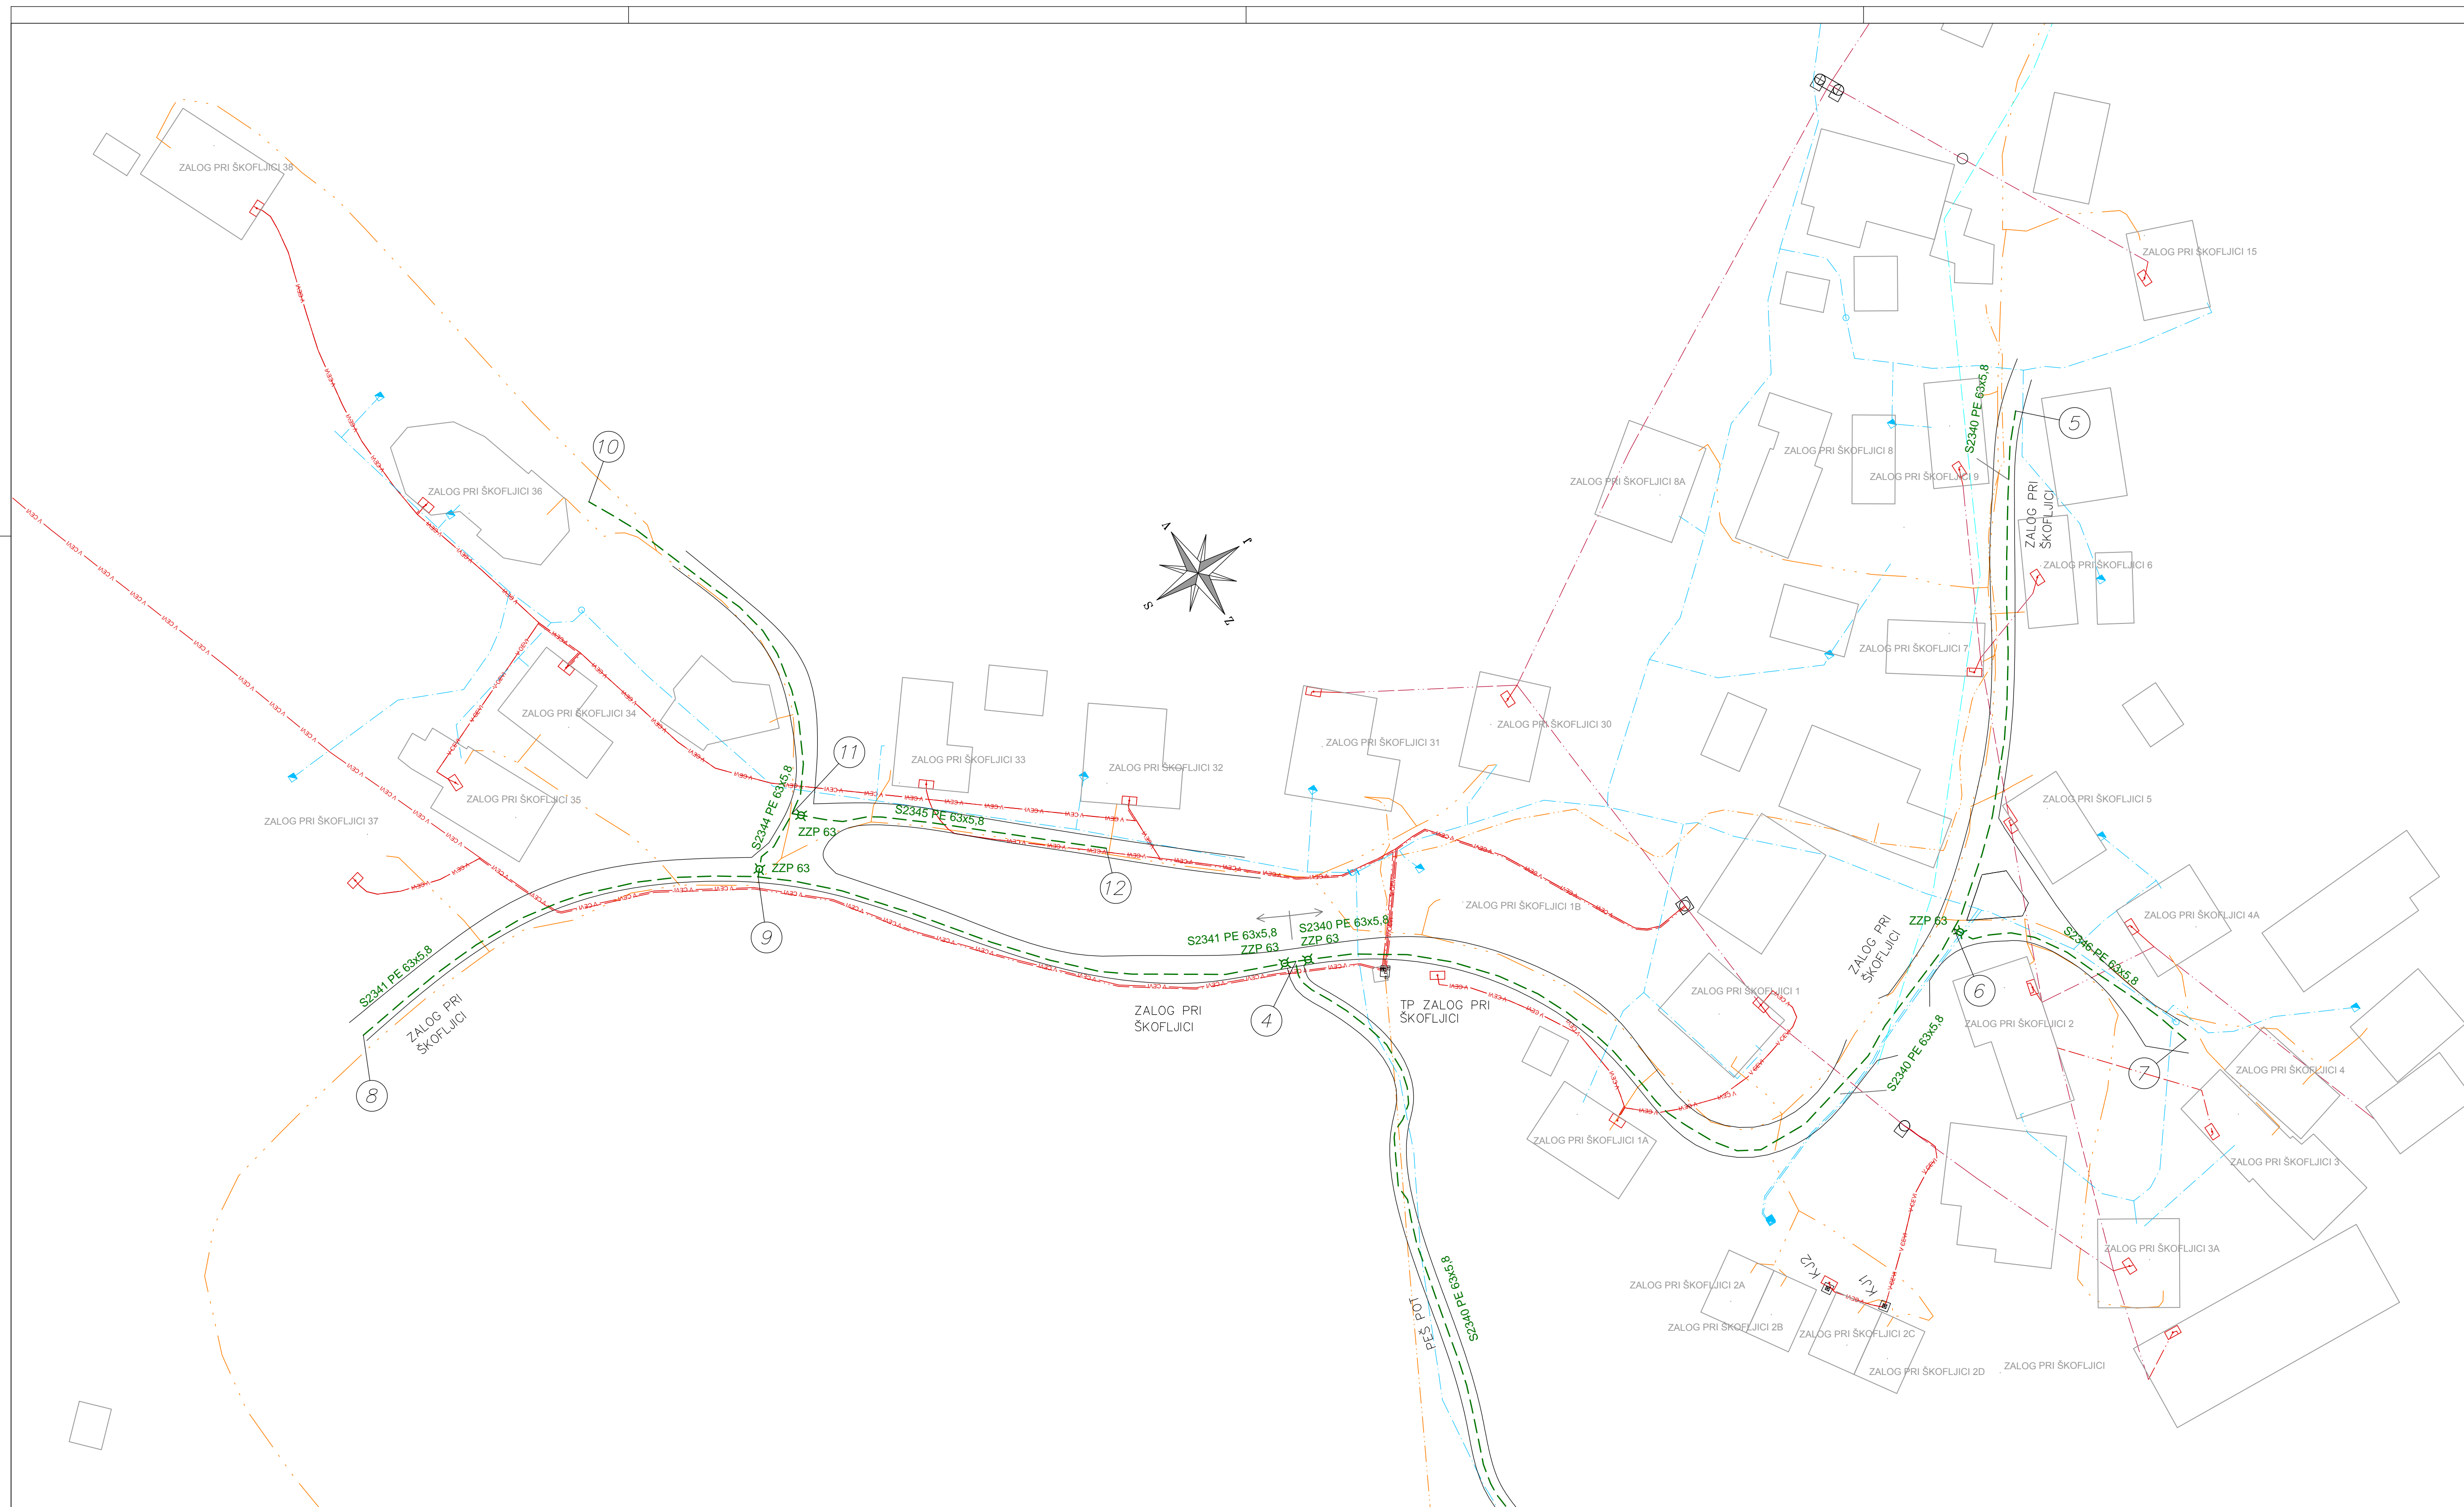 ZALOG PRI ŠKOFLJICI 38
ZALOG PRI ŠKOFLJICI 15
S2340 PE 63x5,8
5
10
ZALOG PRI ŠKOFLJICI 8
ZALOG PRI ŠKOFLJICI 9
ZALOG PRI ŠKOFLJICI 8A
ZALOG PRI ŠKOFLJICI 36
ZALOG PRI
ŠKOFLJICI
V
J
S
Z
ZALOG PRI ŠKOFLJICI 6
ZALOG PRI ŠKOFLJICI 7
ZALOG PRI ŠKOFLJICI 34
ZALOG PRI ŠKOFLJICI 30
ZALOG PRI ŠKOFLJICI 31
11
ZALOG PRI ŠKOFLJICI 33
ZALOG PRI ŠKOFLJICI 32
ZALOG PRI ŠKOFLJICI 35
ZALOG PRI ŠKOFLJICI 5
ZALOG PRI ŠKOFLJICI 37
S2344 PE 63x5,8
S2345 PE 63x5,8
ZZP 63
ZZP 63
12
ZALOG PRI ŠKOFLJICI 1B
ZALOG PRI ŠKOFLJICI 4A
9
S2341 PE 63x5,8
ZZP 63
S2340 PE 63x5,8
ZZP 63
ZZP 63
ZALOG PRI
ŠKOFLJICI
S2346 PE 63x5,8
S2341 PE 63x5,8
ZALOG PRI
ŠKOFLJICI
8
ZALOG PRI
ŠKOFLJICI
4
TP ZALOG PRI
ŠKOFLJICI
ZALOG PRI ŠKOFLJICI 1
6
ZALOG PRI ŠKOFLJICI 2
S2340 PE 63x5,8
7
ZALOG PRI ŠKOFLJICI 4
ZALOG PRI ŠKOFLJICI 1A
ZALOG PRI ŠKOFLJICI 3
ZALOG PRI ŠKOFLJICI 3A
KJ2
KJ1
ZALOG PRI ŠKOFLJICI 2A
PEŠ POT
S2340 PE 63x5,8
ZALOG PRI ŠKOFLJICI 2B
ZALOG PRI ŠKOFLJICI 2C
ZALOG PRI ŠKOFLJICI 2D
ZALOG PRI ŠKOFLJICI
V CEVI
V CEVI
V CEVI
V CEVI
V CEVI
V CEVI